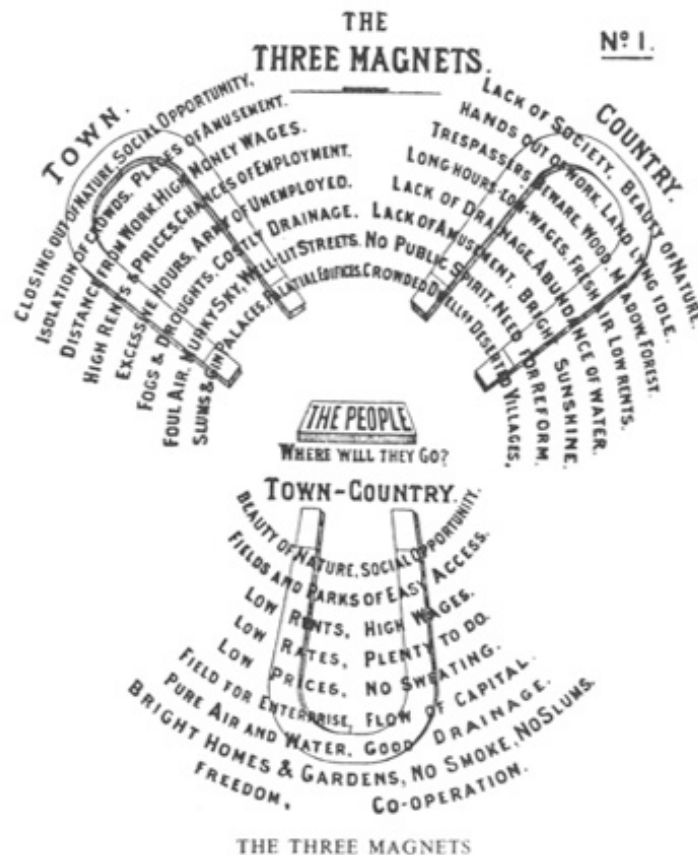 THE
THREE MAGNETS.
Nº 1.
TOWN.
CLOSING OUT OF NATURE. SOCIAL OPPORTUNITY.
ISOLATION OF CROWDS. PLACES OF AMUSEMENT.
DISTANCE FROM WORK. HIGH MONEY WAGES.
HIGH RENTS & PRICES. CHANCES OF EMPLOYMENT.
EXCESSIVE HOURS. ARMY OF UNEMPLOYED.
FOGS & DROUGHTS. COSTLY DRAINAGE.
FOUL AIR. MURKY SKY. WELL-LIT STREETS.
SLUMS & GIN PALACES. PALATIAL EDIFICES.
COUNTRY.
LACK OF SOCIETY. BEAUTY OF NATURE.
HANDS OUT OF WORK. LAND LYING IDLE.
TRESPASSERS BEWARE. WOOD, MEADOW, FOREST.
LONG HOURS-LOW WAGES. FRESH AIR LOW RENTS.
LACK OF DRAINAGE. ABUNDANCE OF WATER.
LACK OF AMUSEMENT. BRIGHT SUNSHINE.
NO PUBLIC SPIRIT. NEED FOR REFORM.
CROWDED DWELLGS DESERTED VILLAGES.
THE PEOPLE
WHERE WILL THEY GO?
TOWN-COUNTRY.
BEAUTY OF NATURE. SOCIAL OPPORTUNITY.
FIELDS AND PARKS OF EASY ACCESS.
LOW RENTS, HIGH WAGES.
LOW RATES, PLENTY TO DO.
LOW PRICES, NO SWEATING.
FIELD FOR ENTERPRISE, FLOW OF CAPITAL.
PURE AIR AND WATER, GOOD DRAINAGE.
BRIGHT HOMES & GARDENS, NO SMOKE, NO SLUMS.
FREEDOM. CO-OPERATION.
THE THREE MAGNETS